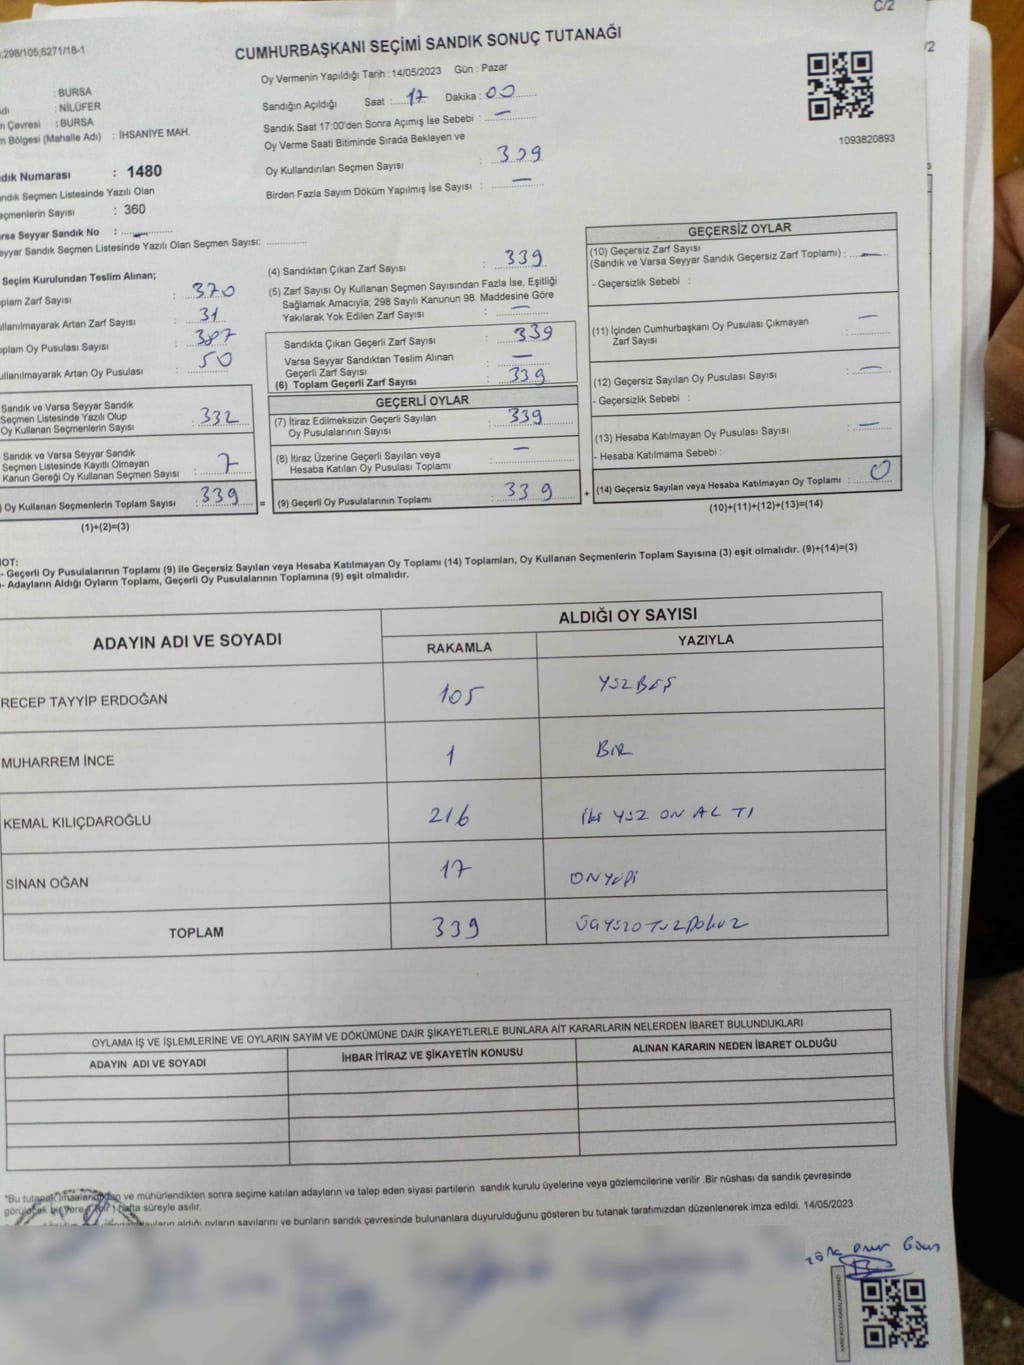 C/2
:298/105;6271/18-1
CUMHURBAŞKANI SEÇİMİ SANDIK SONUÇ TUTANAĞI
Oy Vermenin Yapıldığı Tarih : 14/05/2023 Gün : Pazar
: BURSA
: NİLÜFER
Çevresi : BURSA
Bölgesi (Mahalle Adı) : İHSANİYE MAH.
Numarası : 1480
Sandık Seçmen Listesinde Yazılı Olan
Seçmenlerin Sayısı : 360
Varsa Seyyar Sandık No : —
Seyyar Sandık Seçmen Listesinde Yazılı Olan Seçmen Sayısı:
Sandığın Açıldığı Saat : 17 Dakika : 00
Sandık Saat 17:00'den Sonra Açımış İse Sebebi : —
Oy Verme Saati Bitiminde Sırada Bekleyen ve
Oy Kullandırılan Seçmen Sayısı : 339
Birden Fazla Sayım Döküm Yapılmış İse Sayısı : —
1093820893
/2
Seçim Kurulundan Teslim Alınan;
Toplam Zarf Sayısı : 370
Kullanılmayarak Artan Zarf Sayısı : 31
Toplam Oy Pusulası Sayısı : 387
Kullanılmayarak Artan Oy Pusulası : 50
Sandık ve Varsa Seyyar Sandık
Seçmen Listesinde Yazılı Olup
Oy Kullanan Seçmenlerin Sayısı : 332
Sandık ve Varsa Seyyar Sandık
Seçmen Listesinde Kayıtlı Olmayan
Kanun Gereği Oy Kullanan Seçmen Sayısı : 7
Oy Kullanan Seçmenlerin Toplam Sayısı : 339 =
(1)+(2)=(3)
(4) Sandıktan Çıkan Zarf Sayısı : 339
(5) Zarf Sayısı Oy Kullanan Seçmen Sayısından Fazla İse, Eşitliği
Sağlamak Amacıyla; 298 Sayılı Kanunun 98. Maddesine Göre
Yakılarak Yok Edilen Zarf Sayısı : —
Sandıkta Çıkan Geçerli Zarf Sayısı : 339
Varsa Seyyar Sandıktan Teslim Alınan
Geçerli Zarf Sayısı : —
(6) Toplam Geçerli Zarf Sayısı : 339
GEÇERLİ OYLAR
(7) İtiraz Edilmeksizin Geçerli Sayılan
Oy Pusulalarının Sayısı : 339
(8) İtiraz Üzerine Geçerli Sayılan veya
Hesaba Katılan Oy Pusulası Toplamı : —
(9) Geçerli Oy Pusulalarının Toplamı : 339 +
GEÇERSİZ OYLAR
(10) Geçersiz Zarf Sayısı
(Sandık ve Varsa Seyyar Sandık Geçersiz Zarf Toplamı) : —
- Geçersizlik Sebebi :
(11) İçinden Cumhurbaşkanı Oy Pusulası Çıkmayan
Zarf Sayısı : —
(12) Geçersiz Sayılan Oy Pusulası Sayısı : —
- Geçersizlik Sebebi :
(13) Hesaba Katılmayan Oy Pusulası Sayısı : —
- Hesaba Katılmama Sebebi :
(14) Geçersiz Sayılan veya Hesaba Katılmayan Oy Toplamı : 0
(10)+(11)+(12)+(13)=(14)
NOT:
- Geçerli Oy Pusulalarının Toplamı (9) ile Geçersiz Sayılan veya Hesaba Katılmayan Oy Toplamı (14) Toplamları, Oy Kullanan Seçmenlerin Toplam Sayısına (3) eşit olmalıdır. (9)+(14)=(3)
- Adayların Aldığı Oyların Toplamı, Geçerli Oy Pusulalarının Toplamına (9) eşit olmalıdır.
ADAYIN ADI VE SOYADI
ALDIĞI OY SAYISI
RAKAMLA YAZIYLA
RECEP TAYYİP ERDOĞAN 105 YÜZBEŞ
MUHARREM İNCE 1 BİR
KEMAL KILIÇDAROĞLU 216 İki YÜZ ON ALTI
SİNAN OĞAN 17 ONYEDİ
TOPLAM 339 ÜÇYÜZOTUZDOKUZ
OYLAMA İŞ VE İŞLEMLERİNE VE OYLARIN SAYIM VE DÖKÜMÜNE DAİR ŞİKAYETLERLE BUNLARA AİT KARARLARIN NELERDEN İBARET BULUNDUKLARI
ADAYIN ADI VE SOYADI İHBAR İTİRAZ VE ŞİKAYETİN KONUSU ALINAN KARARIN NEDEN İBARET OLDUĞU
ve mühürlendikten sonra seçime katılan adayların ve talep eden siyasi partilerin sandık kurulu üyelerine veya gözlemcilerine verilir .Bir nüshası da sandık çevresinde
hafta süreyle asılır.
aldığı oyların sayılarını ve bunların sandık çevresinde bulunanlara duyurulduğunu gösteren bu tutanak tarafımızdan düzenlenerek imza edildi. 14/05/2023